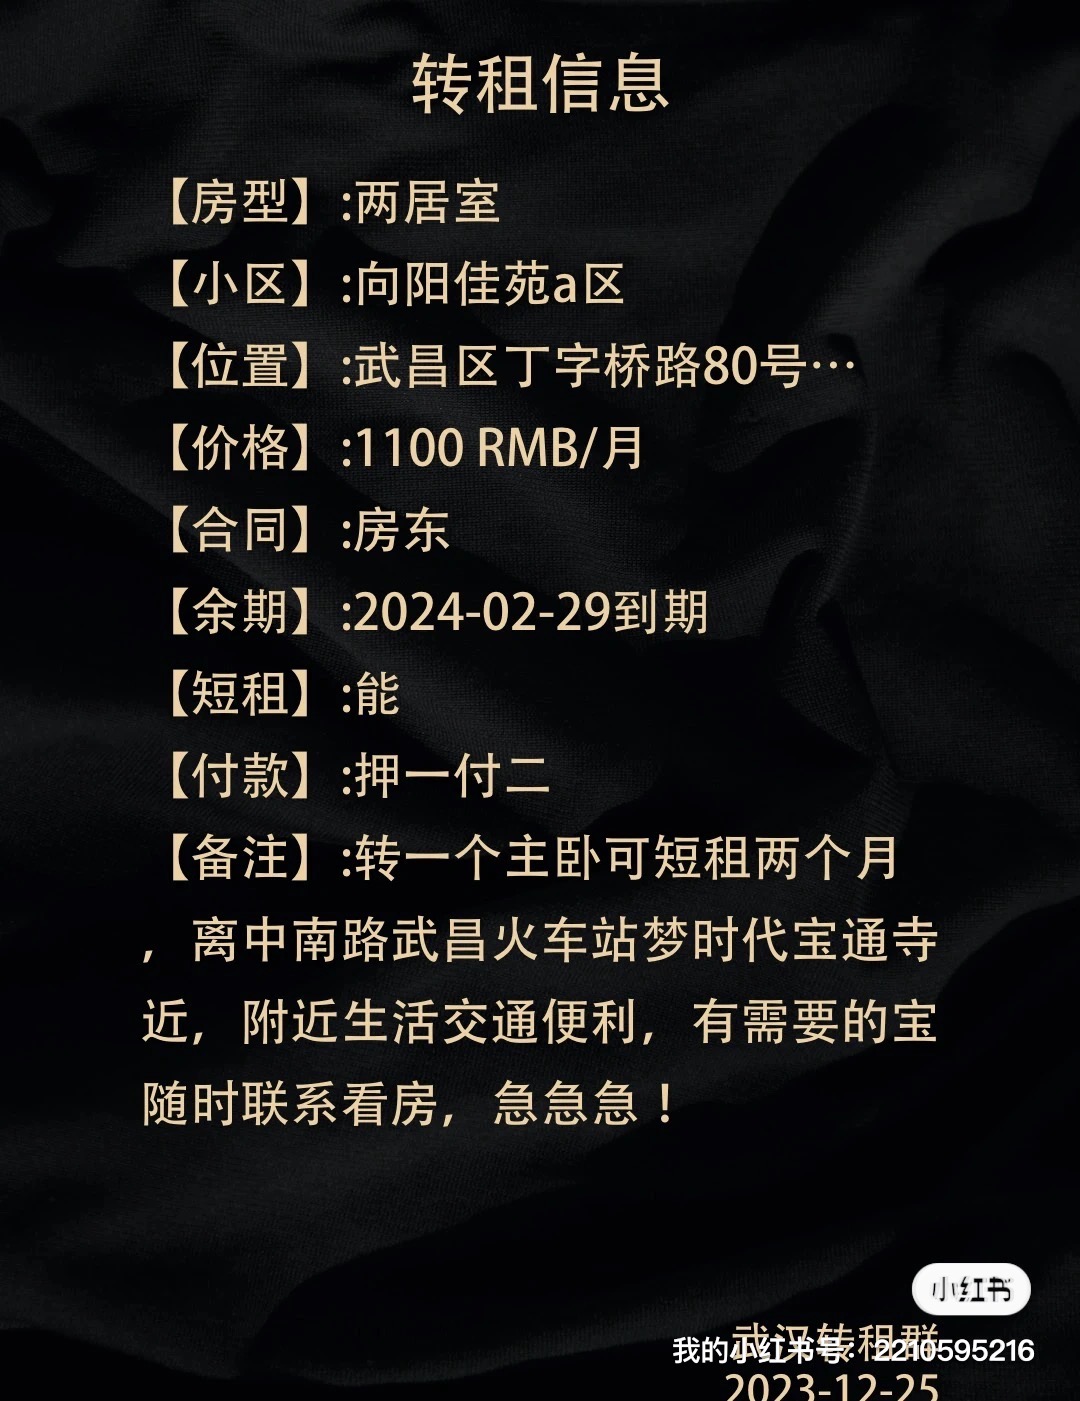 转租信息
【房型】:两居室
【小区】:向阳佳苑a区
【位置】:武昌区丁字桥路80号…
【价格】:1100 RMB/月
【合同】:房东
【余期】:2024-02-29到期
【短租】:能
【付款】:押一付二
【备注】:转一个主卧可短租两个月
，离中南路武昌火车站梦时代宝通寺
近，附近生活交通便利，有需要的宝
随时联系看房，急急急！
小红书
武汉转租群
我的小红书号：2210595216
2023-12-25